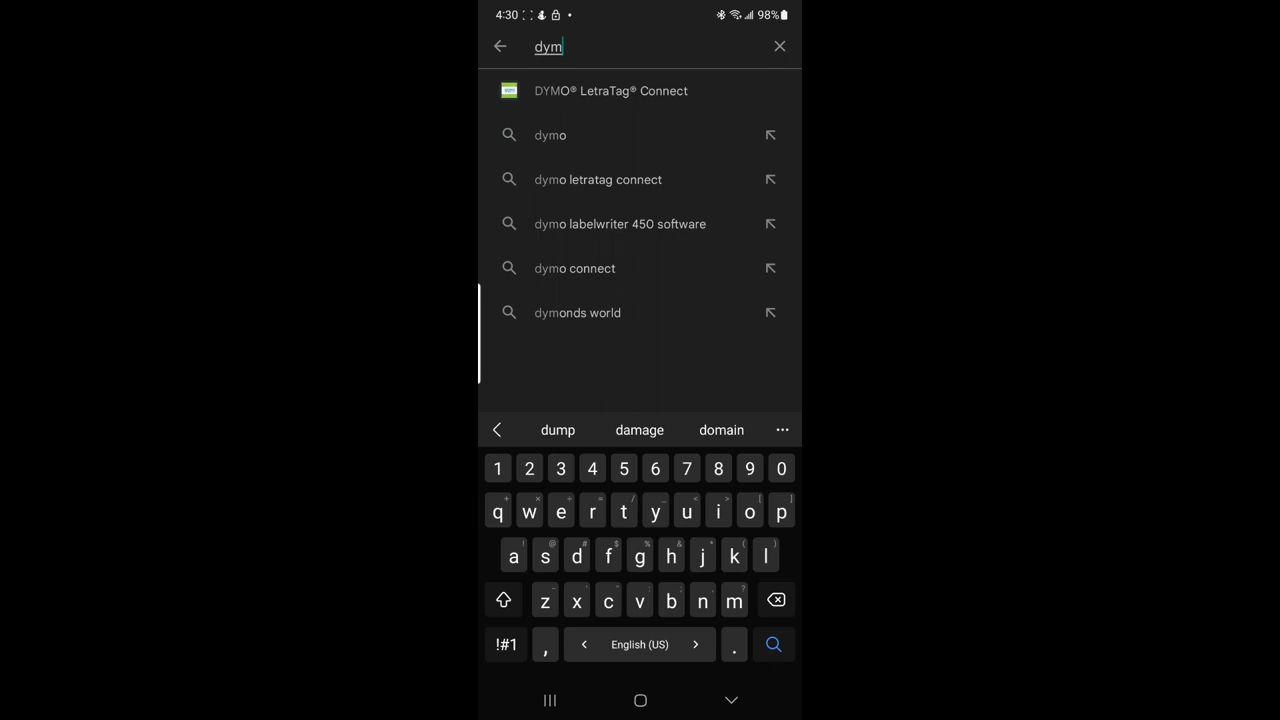 4:30 98%
dym
DYMO® LetraTag® Connect
dymo
dymo letratag connect
dymo labelwriter 450 software
dymo connect
dymonds world
dump damage domain ...
1 2 3 4 5 6 7 8 9 0
q w e r t y u i o p
a s d f g h j k l
z x c v b n m
!#1 , < English (US) > .